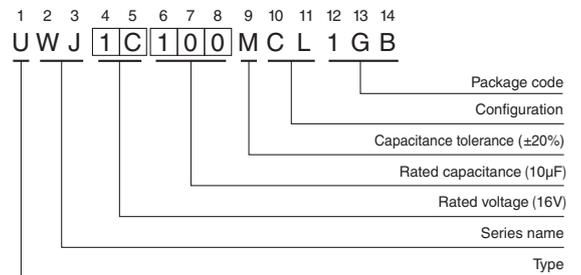 1 2 3 4 5 6 7 8 9 10 11 12 13 14
U W J 1 C 1 0 0 M C L 1 G B
Package code
Configuration
Capacitance tolerance (±20%)
Rated capacitance (10µF)
Rated voltage (16V)
Series name
Type